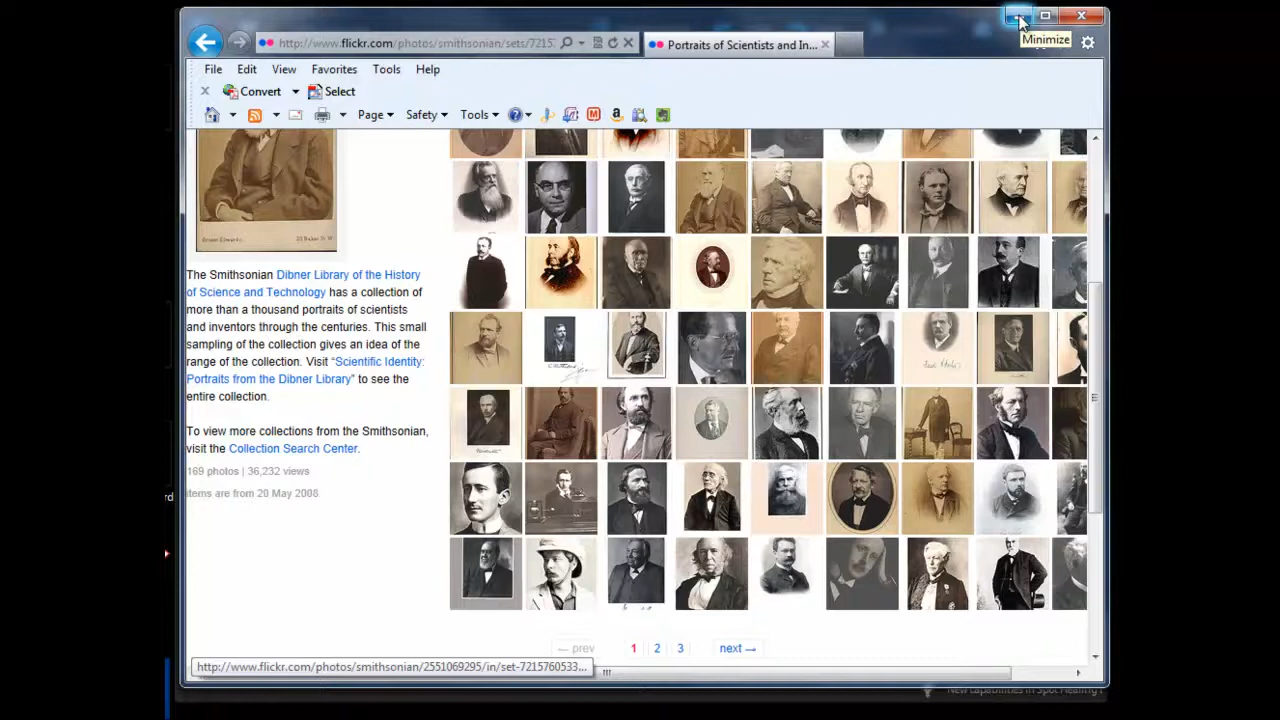 Minimize
http://www.flickr.com/photos/smithsonian/sets/7215
Portraits of Scientists and In...
File Edit View Favorites Tools Help
Convert Select
Page Safety Tools
The Smithsonian Dibner Library of the History
of Science and Technology has a collection of
more than a thousand portraits of scientists
and inventors through the centuries. This small
sampling of the collection gives an idea of the
range of the collection. Visit “Scientific Identity:
Portraits from the Dibner Library” to see the
entire collection.
To view more collections from the Smithsonian,
visit the Collection Search Center.
169 photos | 36,232 views
items are from 20 May 2008
rd
← prev 1 2 3 next →
http://www.flickr.com/photos/smithsonian/2551069295/in/set-7215760533...
New capabilities in Spot Healing